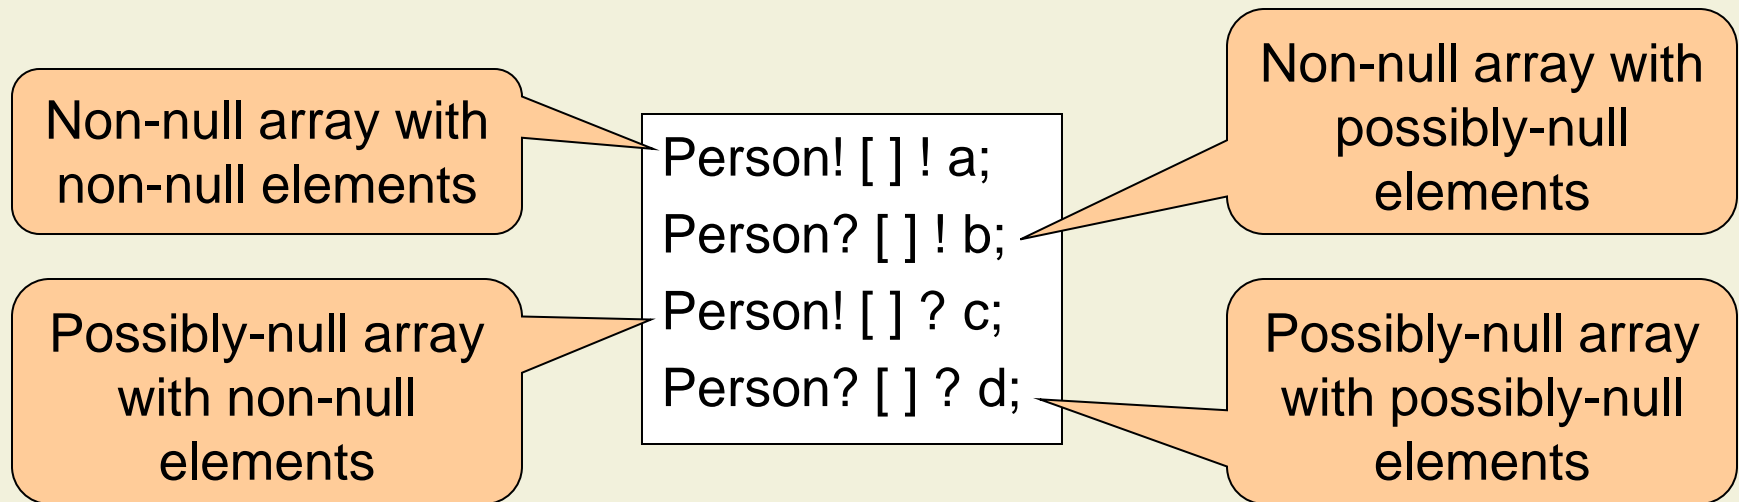 Non-null array with
non-null elements
Person! [ ] ! a;
Person? [ ] ! b;
Person! [ ] ? c;
Person? [ ] ? d;
Non-null array with
possibly-null
elements
Possibly-null array
with non-null
elements
Possibly-null array
with possibly-null
elements